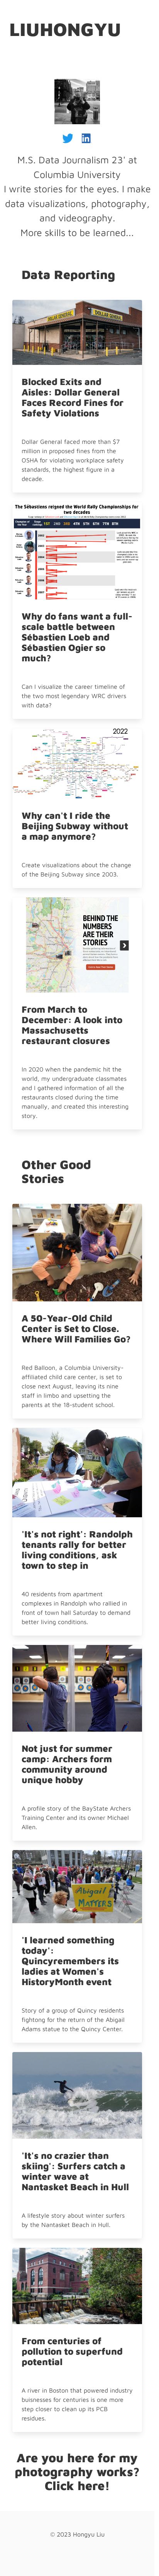 LIUHONGYU
M.S. Data Journalism 23' at
Columbia University
I write stories for the eyes. I make
data visualizations, photography,
and videography.
More skills to be learned...
Data Reporting
DOLLAR GENERAL
DOLLAR GENERAL
Blocked Exits and
Aisles: Dollar General
Faces Record Fines for
Safety Violations
Dollar General faced more than $7
million in proposed fines from the
OSHA for violating workplace safety
standards, the highest figure in a
decade.
The Sébastiens reigned the World Rally Championships for
two decades
Why do fans want a full-
scale battle between
Sébastien Loeb and
Sébastien Ogier so
much?
Can I visualize the career timeline of
the two most legendary WRC drivers
with data?
2022
Why can't I ride the
Beijing Subway without
a map anymore?
Create visualizations about the change
of the Beijing Subway since 2003.
BEHIND THE
NUMBERS
ARE THEIR
STORIES
From March to
December: A look into
Massachusetts
restaurant closures
In 2020 when the pandemic hit the
world, my undergraduate classmates
and I gathered information of all the
restaurants closed during the time
manually, and created this interesting
story.
Other Good
Stories
A 50-Year-Old Child
Center is Set to Close.
Where Will Families Go?
Red Balloon, a Columbia University-
affiliated child care center, is set to
close next August, leaving its nine
staff in limbo and upsetting the
parents at the 18-student school.
'It's not right': Randolph
tenants rally for better
living conditions, ask
town to step in
40 residents from apartment
complexes in Randolph who rallied in
front of town hall Saturday to demand
better living conditions.
Not just for summer
camp: Archers form
community around
unique hobby
A profile story of the BayState Archers
Training Center and its owner Michael
Allen.
Abigail
MATTERS
'I learned something
today':
Quincyremembers its
ladies at Women's
HistoryMonth event
Story of a group of Quincy residents
fightong for the return of the Abigail
Adams statue to the Quincy Center.
'It's no crazier than
skiing': Surfers catch a
winter wave at
Nantasket Beach in Hull
A lifestyle story about winter surfers
by the Nantasket Beach in Hull.
From centuries of
pollution to superfund
potential
A river in Boston that powered industry
businesses for centuries is one more
step closer to clean up its PCB
residues.
Are you here for my
photography works?
Click here!
© 2023 Hongyu Liu